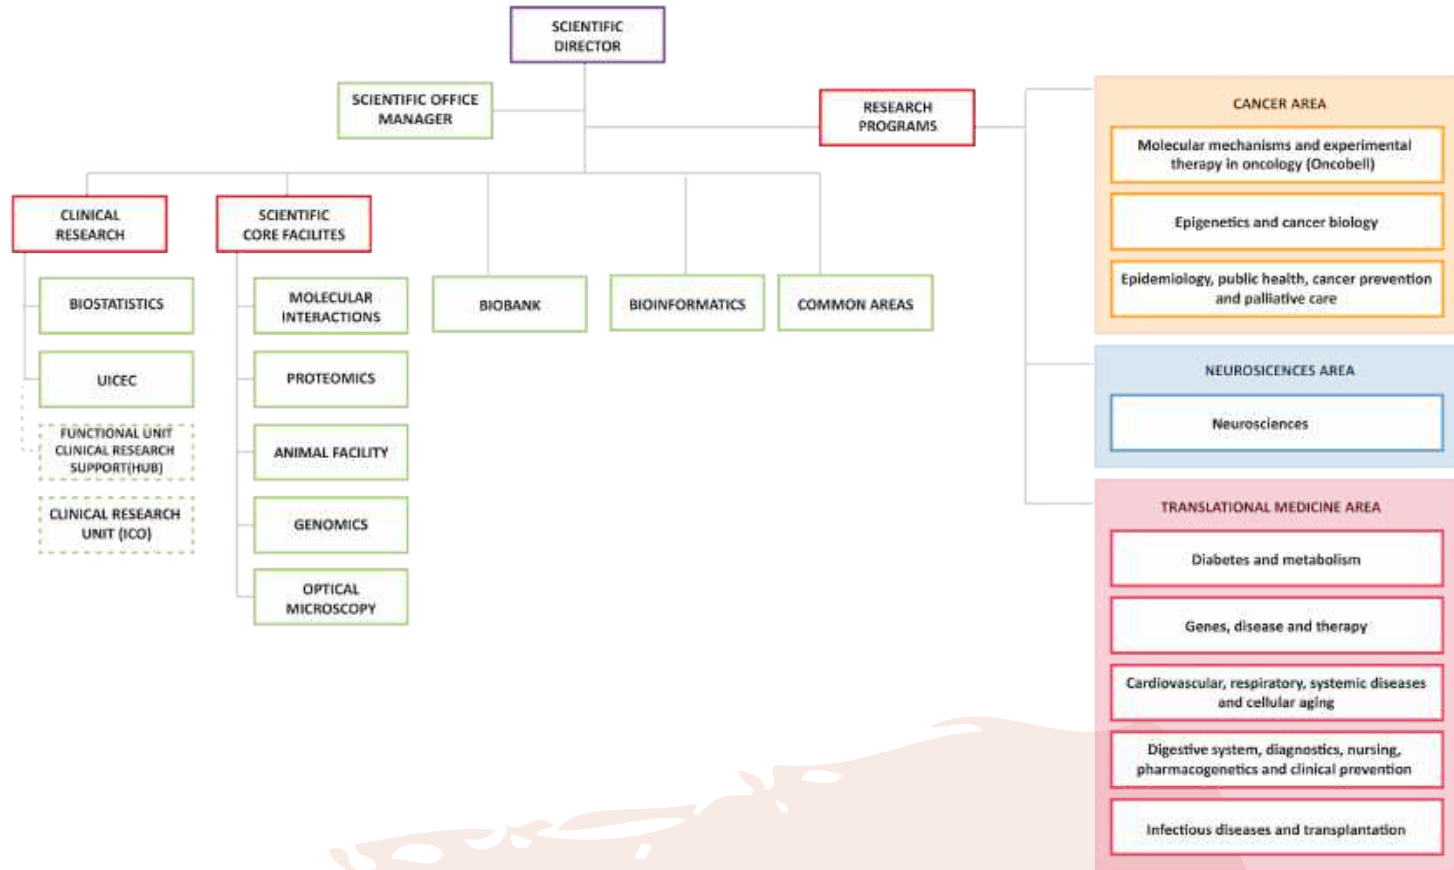 SCIENTIFIC
DIRECTOR
SCIENTIFIC OFFICE
MANAGER
RESEARCH
PROGRAMS
CLINICAL
RESEARCH
SCIENTIFIC
CORE FACILITES
BIOSTATISTICS
UICEC
FUNCTIONAL UNIT
CLINICAL RESEARCH
SUPPORT(HUB)
CLINICAL RESEARCH
UNIT (ICO)
MOLECULAR
INTERACTIONS
PROTEOMICS
ANIMAL FACILITY
GENOMICS
OPTICAL
MICROSCOPY
BIOBANK
BIOINFORMATICS
COMMON AREAS
CANCER AREA
Molecular mechanisms and experimental
therapy in oncology (Oncobell)
Epigenetics and cancer biology
Epidemiology, public health, cancer prevention
and palliative care
NEUROSICENCES AREA
Neurosciences
TRANSLATIONAL MEDICINE AREA
Diabetes and metabolism
Genes, disease and therapy
Cardiovascular, respiratory, systemic diseases
and cellular aging
Digestive system, diagnostics, nursing,
pharmacogenetics and clinical prevention
Infectious diseases and transplantation